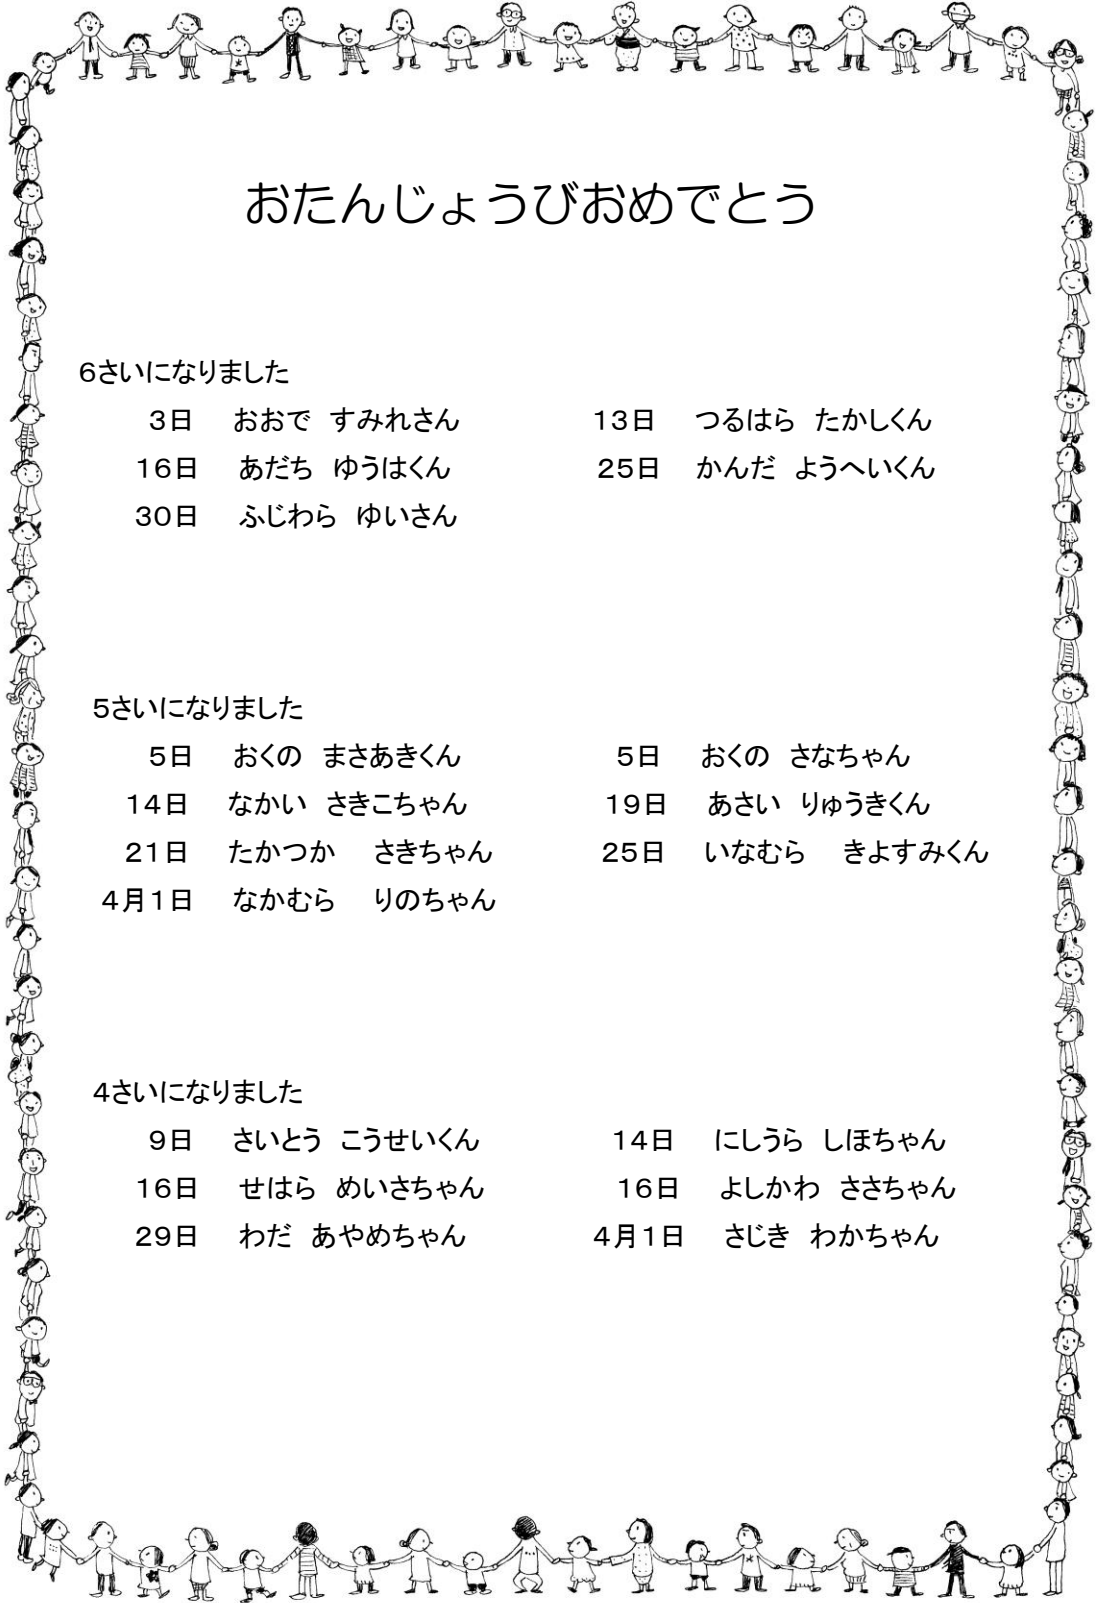 おたんじょうびおめでとう
6さいになりました
3日 おおで すみれさん 13日 つるはら たかしくん
16日 あだち ゆうはくん 25日 かんだ ようへいくん
30日 ふじわら ゆいさん
5さいになりました
5日 おくの まさあきくん 5日 おくの さなちゃん
14日 なかい さきこちゃん 19日 あさい りゅうきくん
21日 たかつか さきちゃん 25日 いなむら きよすみくん
4月1日 なかむら りのちゃん
4さいになりました
9日 さいとう こうせいくん 14日 にしうら しほちゃん
16日 せはら めいさちゃん 16日 よしかわ ささちゃん
29日 わだ あやめちゃん 4月1日 さじき わかちゃん